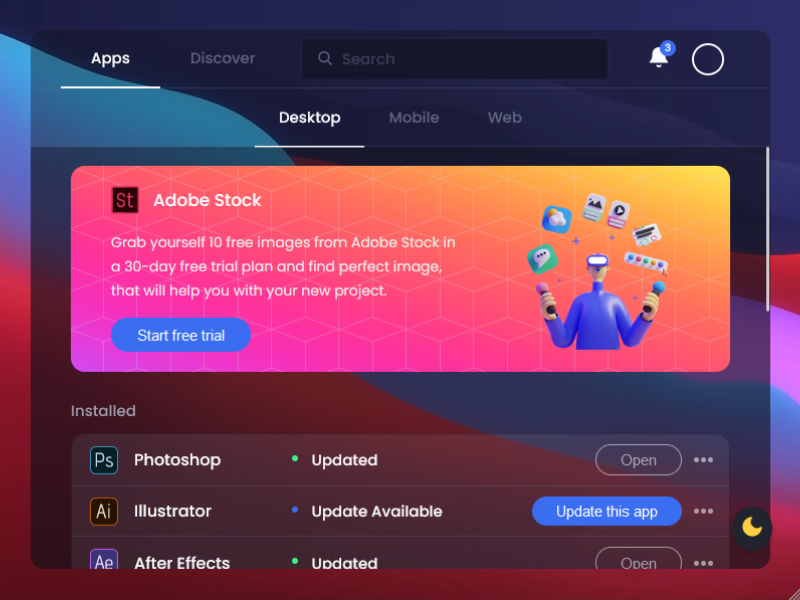 Apps Discover Search 3
Desktop Mobile Web
St Adobe Stock
Grab yourself 10 free images from Adobe Stock in
a 30-day free trial plan and find perfect image,
that will help you with your new project.
Start free trial
Installed
Ps Photoshop Updated Open
Ai Illustrator Update Available Update this app
Ae After Effects Updated Open